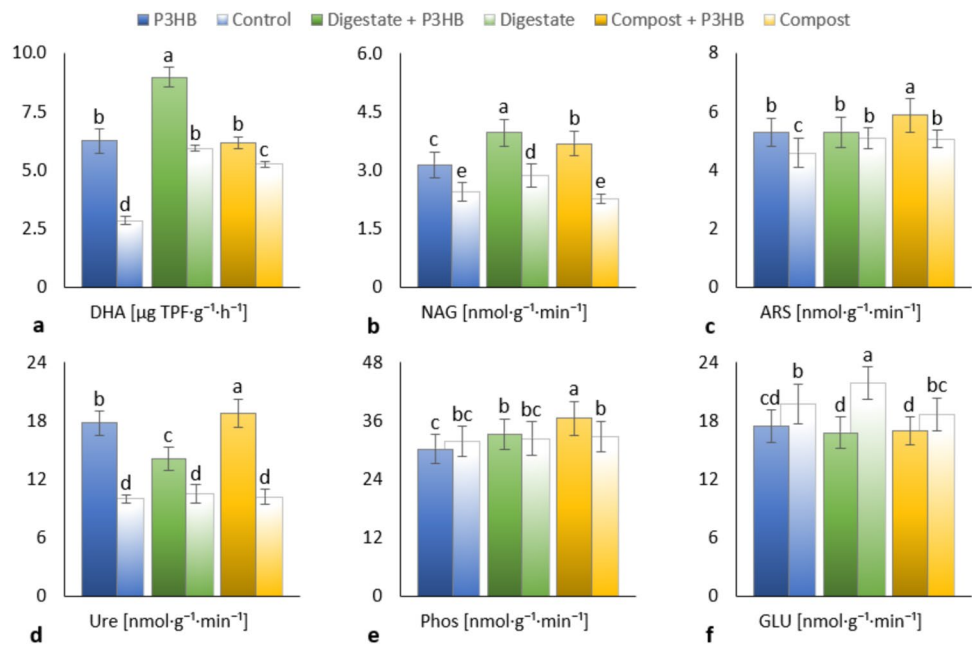 P3HB Control Digestate + P3HB Digestate Compost + P3HB Compost
10.0 7.5 5.0 2.5 0
b d a b b c
a DHA [µg TPF·g⁻¹·h⁻¹]
6.0 4.5 3.0 1.5 0
c e a d b e
b NAG [nmol·g⁻¹·min⁻¹]
8 6 4 2 0
b c b b a b
c ARS [nmol·g⁻¹·min⁻¹]
24 18 12 6 0
b d c d a d
d Ure [nmol·g⁻¹·min⁻¹]
48 36 24 12 0
c bc b bc a b
e Phos [nmol·g⁻¹·min⁻¹]
24 18 12 6 0
cd b d a d bc
f GLU [nmol·g⁻¹·min⁻¹]